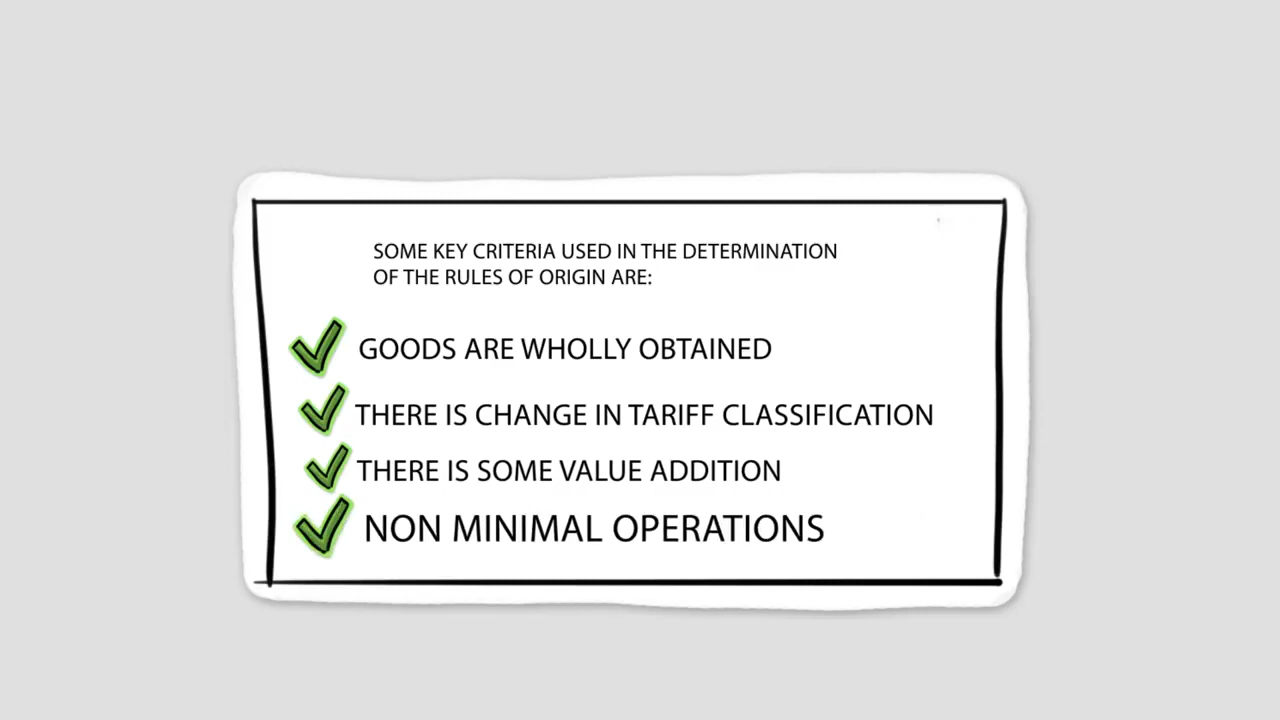 SOME KEY CRITERIA USED IN THE DETERMINATION
OF THE RULES OF ORIGIN ARE:
GOODS ARE WHOLLY OBTAINED
THERE IS CHANGE IN TARIFF CLASSIFICATION
THERE IS SOME VALUE ADDITION
NON MINIMAL OPERATIONS